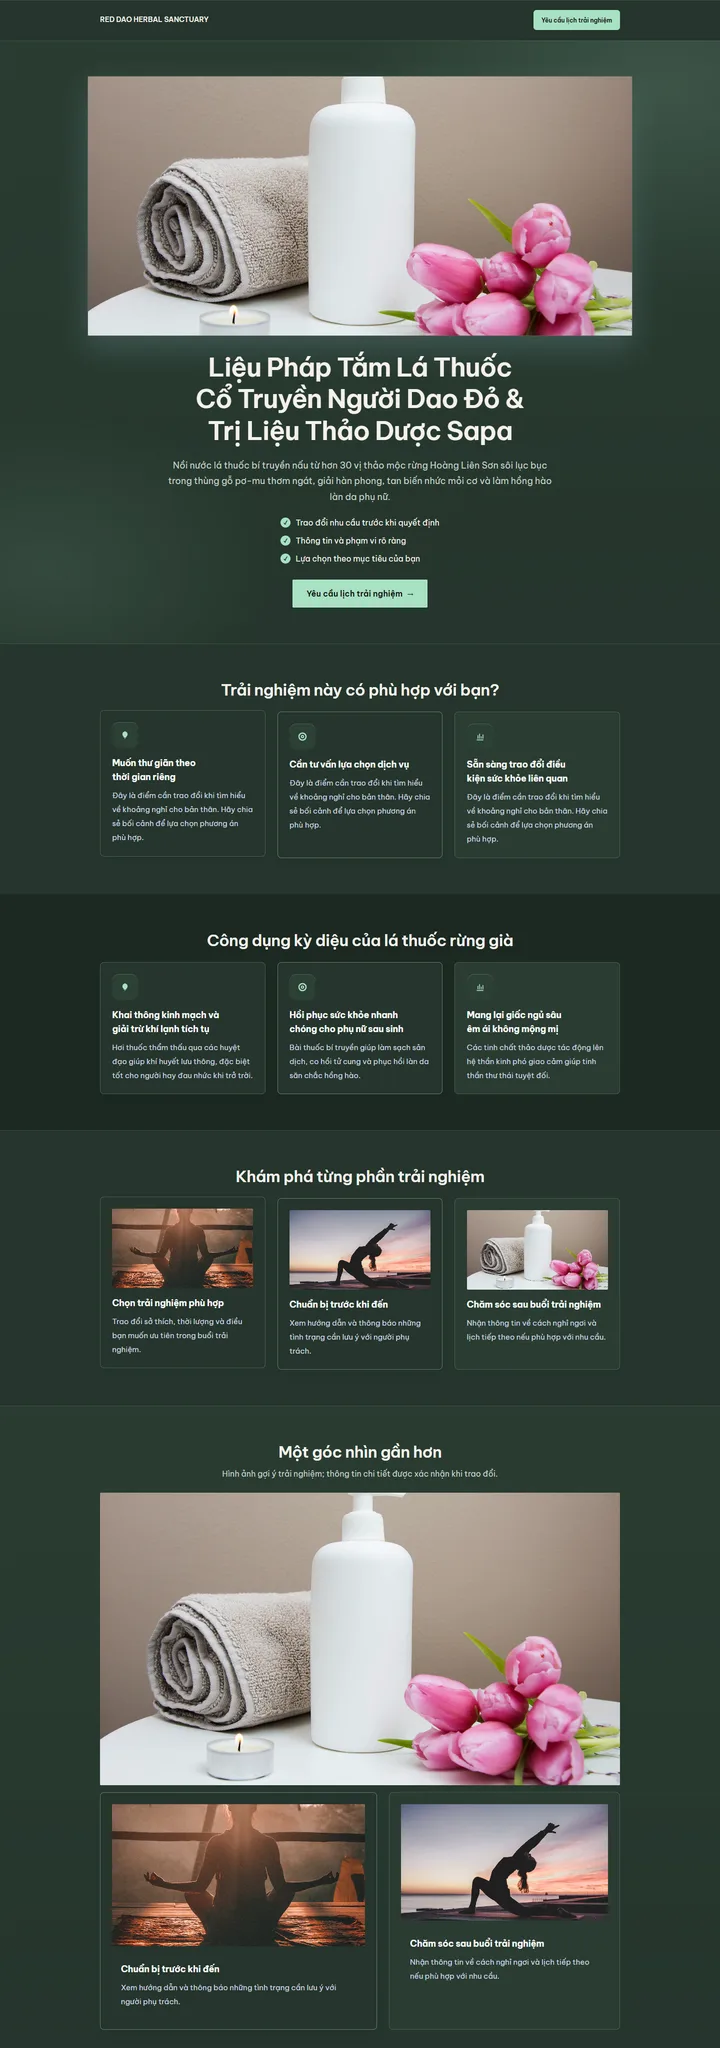 RED DAO HERBAL SANCTUARY
Yêu cầu lịch trải nghiệm
Liệu Pháp Tắm Lá Thuốc
Cổ Truyền Người Dao Đỏ &
Trị Liệu Thảo Dược Sapa
Nồi nước lá thuốc bí truyền nấu từ hơn 30 vị thảo mộc rừng Hoàng Liên Sơn sôi lục bục
trong thùng gỗ pơ-mu thơm ngát, giải hàn phong, tan biến nhức mỏi cơ và làm hồng hào
làn da phụ nữ.
Trao đổi nhu cầu trước khi quyết định
Thông tin và phạm vi rõ ràng
Lựa chọn theo mục tiêu của bạn
Yêu cầu lịch trải nghiệm →
Trải nghiệm này có phù hợp với bạn?
Muốn thư giãn theo
thời gian riêng
Đây là điểm cần trao đổi khi tìm hiểu
về khoảng nghỉ cho bản thân. Hãy chia
sẻ bối cảnh để lựa chọn phương án
phù hợp.
Cần tư vấn lựa chọn dịch vụ
Đây là điểm cần trao đổi khi tìm hiểu
về khoảng nghỉ cho bản thân. Hãy chia
sẻ bối cảnh để lựa chọn phương án
phù hợp.
Sẵn sàng trao đổi điều
kiện sức khỏe liên quan
Đây là điểm cần trao đổi khi tìm hiểu
về khoảng nghỉ cho bản thân. Hãy chia
sẻ bối cảnh để lựa chọn phương án
phù hợp.
Công dụng kỳ diệu của lá thuốc rừng già
Khai thông kinh mạch và
giải trừ khí lạnh tích tụ
Hơi thuốc thẩm thấu qua các huyệt
đạo giúp khí huyết lưu thông, đặc biệt
tốt cho người hay đau nhức khi trở trời.
Hồi phục sức khỏe nhanh
chóng cho phụ nữ sau sinh
Bài thuốc bí truyền giúp làm sạch sản
dịch, co hồi tử cung và phục hồi làn da
săn chắc hồng hào.
Mang lại giấc ngủ sâu
êm ái không mộng mị
Các tinh chất thảo dược tác động lên
hệ thần kinh phó giao cảm giúp tinh
thần thư thái tuyệt đối.
Khám phá từng phần trải nghiệm
Chọn trải nghiệm phù hợp
Trao đổi sở thích, thời lượng và điều
bạn muốn ưu tiên trong buổi trải
nghiệm.
Chuẩn bị trước khi đến
Xem hướng dẫn và thông báo những
tình trạng cần lưu ý với người phụ
trách.
Chăm sóc sau buổi trải nghiệm
Nhận thông tin về cách nghỉ ngơi và
lịch tiếp theo nếu phù hợp với nhu cầu.
Một góc nhìn gần hơn
Hình ảnh gợi ý trải nghiệm; thông tin chi tiết được xác nhận khi trao đổi.
Chuẩn bị trước khi đến
Xem hướng dẫn và thông báo những tình trạng cần lưu ý với
người phụ trách.
Chăm sóc sau buổi trải nghiệm
Nhận thông tin về cách nghỉ ngơi và lịch tiếp theo
nếu phù hợp với nhu cầu.